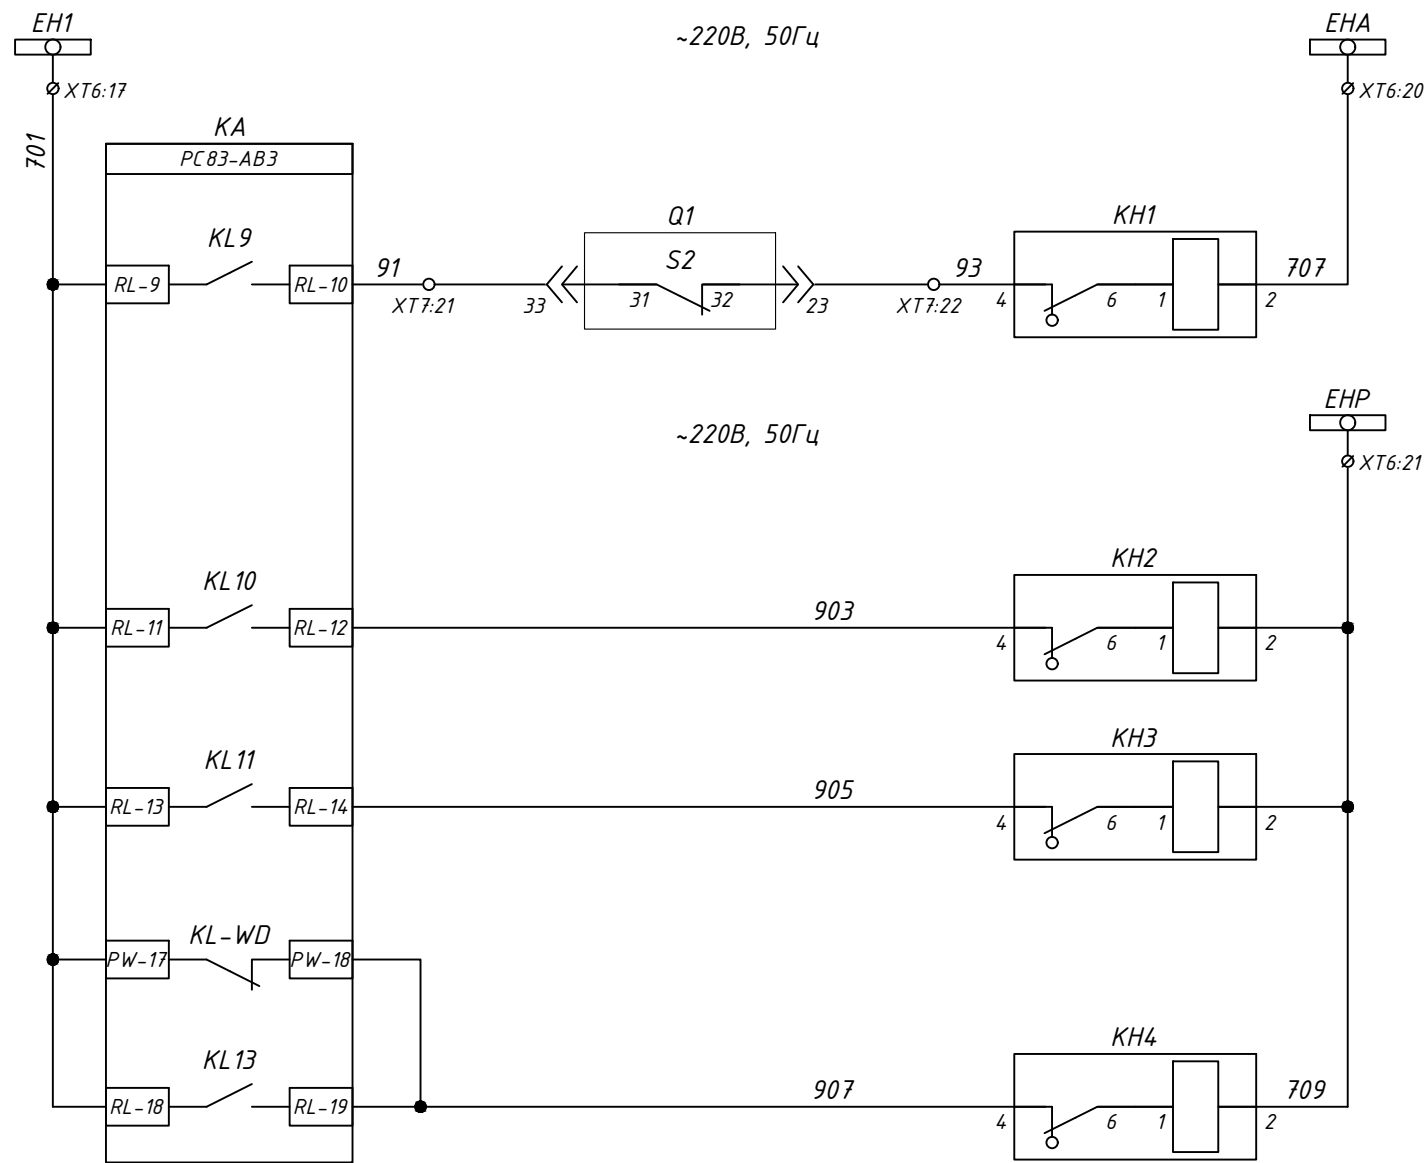 EH1
~220В, 50Гц
EHA
XT6:17
XT6:20
701
KA
PC83-AB3
KL9
Q1
S2
KH1
RL-9
RL-10
91
XT7:21
33
31
32
23
93
XT7:22
4
6
1
2
707
~220В, 50Гц
EHP
XT6:21
KL10
RL-11
RL-12
903
KH2
4
6
1
2
KL11
RL-13
RL-14
905
KH3
4
6
1
2
KL-WD
PW-17
PW-18
KL13
RL-18
RL-19
907
KH4
4
6
1
2
709